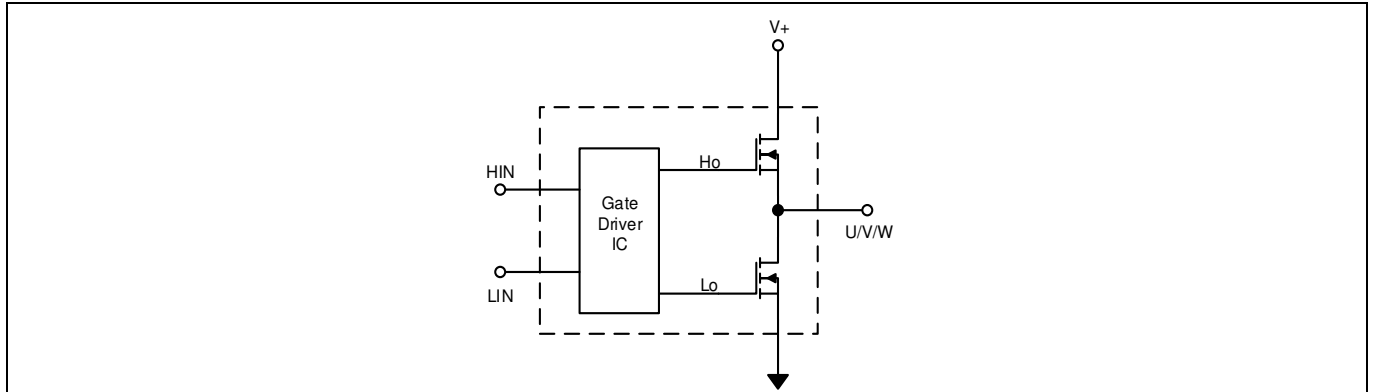 V+
HIN
Ho
Gate
Driver
IC
U/V/W
LIN
Lo